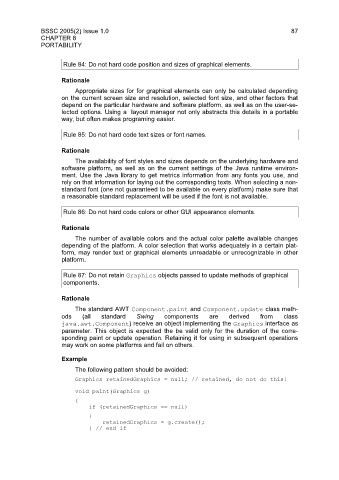 BSSC 2005(2) Issue 1.0 87
CHAPTER 8
PORTABILITY
Rule 84: Do not hard code position and sizes of graphical elements.
Rationale
Appropriate sizes for for graphical elements can only be calculated depending
on the current screen size and resolution, selected font size, and other factors that
depend on the particular hardware and software platform, as well as on the user-se-
lected options. Using a layout manager not only abstracts this details in a portable
way, but often makes programing easier.
Rule 85: Do not hard code text sizes or font names.
Rationale
The availability of font styles and sizes depends on the underlying hardware and
software platform, as well as on the current settings of the Java runtime environ-
ment. Use the Java library to get metrics information from any fonts you use, and
rely on that information for laying out the corresponding texts. When selecting a non-
standard font (one not guaranteed to be available on every platform) make sure that
a reasonable standard replacement will be used if the font is not available.
Rule 86: Do not hard code colors or other GUI appearance elements.
Rationale
The number of available colors and the actual color palette available changes
depending of the platform. A color selection that works adequately in a certain plat-
form, may render text or graphical elements unreadable or unrecognizable in other
platform.
Rule 87: Do not retain Graphics objects passed to update methods of graphical
components.
Rationale
The standard AWT Component.paint and Component.update class meth-
ods (all standard Swing components are derived from class
java.awt.Component) receive an object implementing the Graphics interface as
parameter. This object is expected the be valid only for the duration of the corre-
sponding paint or update operation. Retaining it for using in subsequent operations
may work on some platforms and fail on others.
Example
The following pattern should be avoided:
Graphics retainedGraphics = null; // retained, do not do this!
void paint(Graphics g)
{
if (retainedGraphics == null)
{
retainedGraphics = g.create();
} // end if